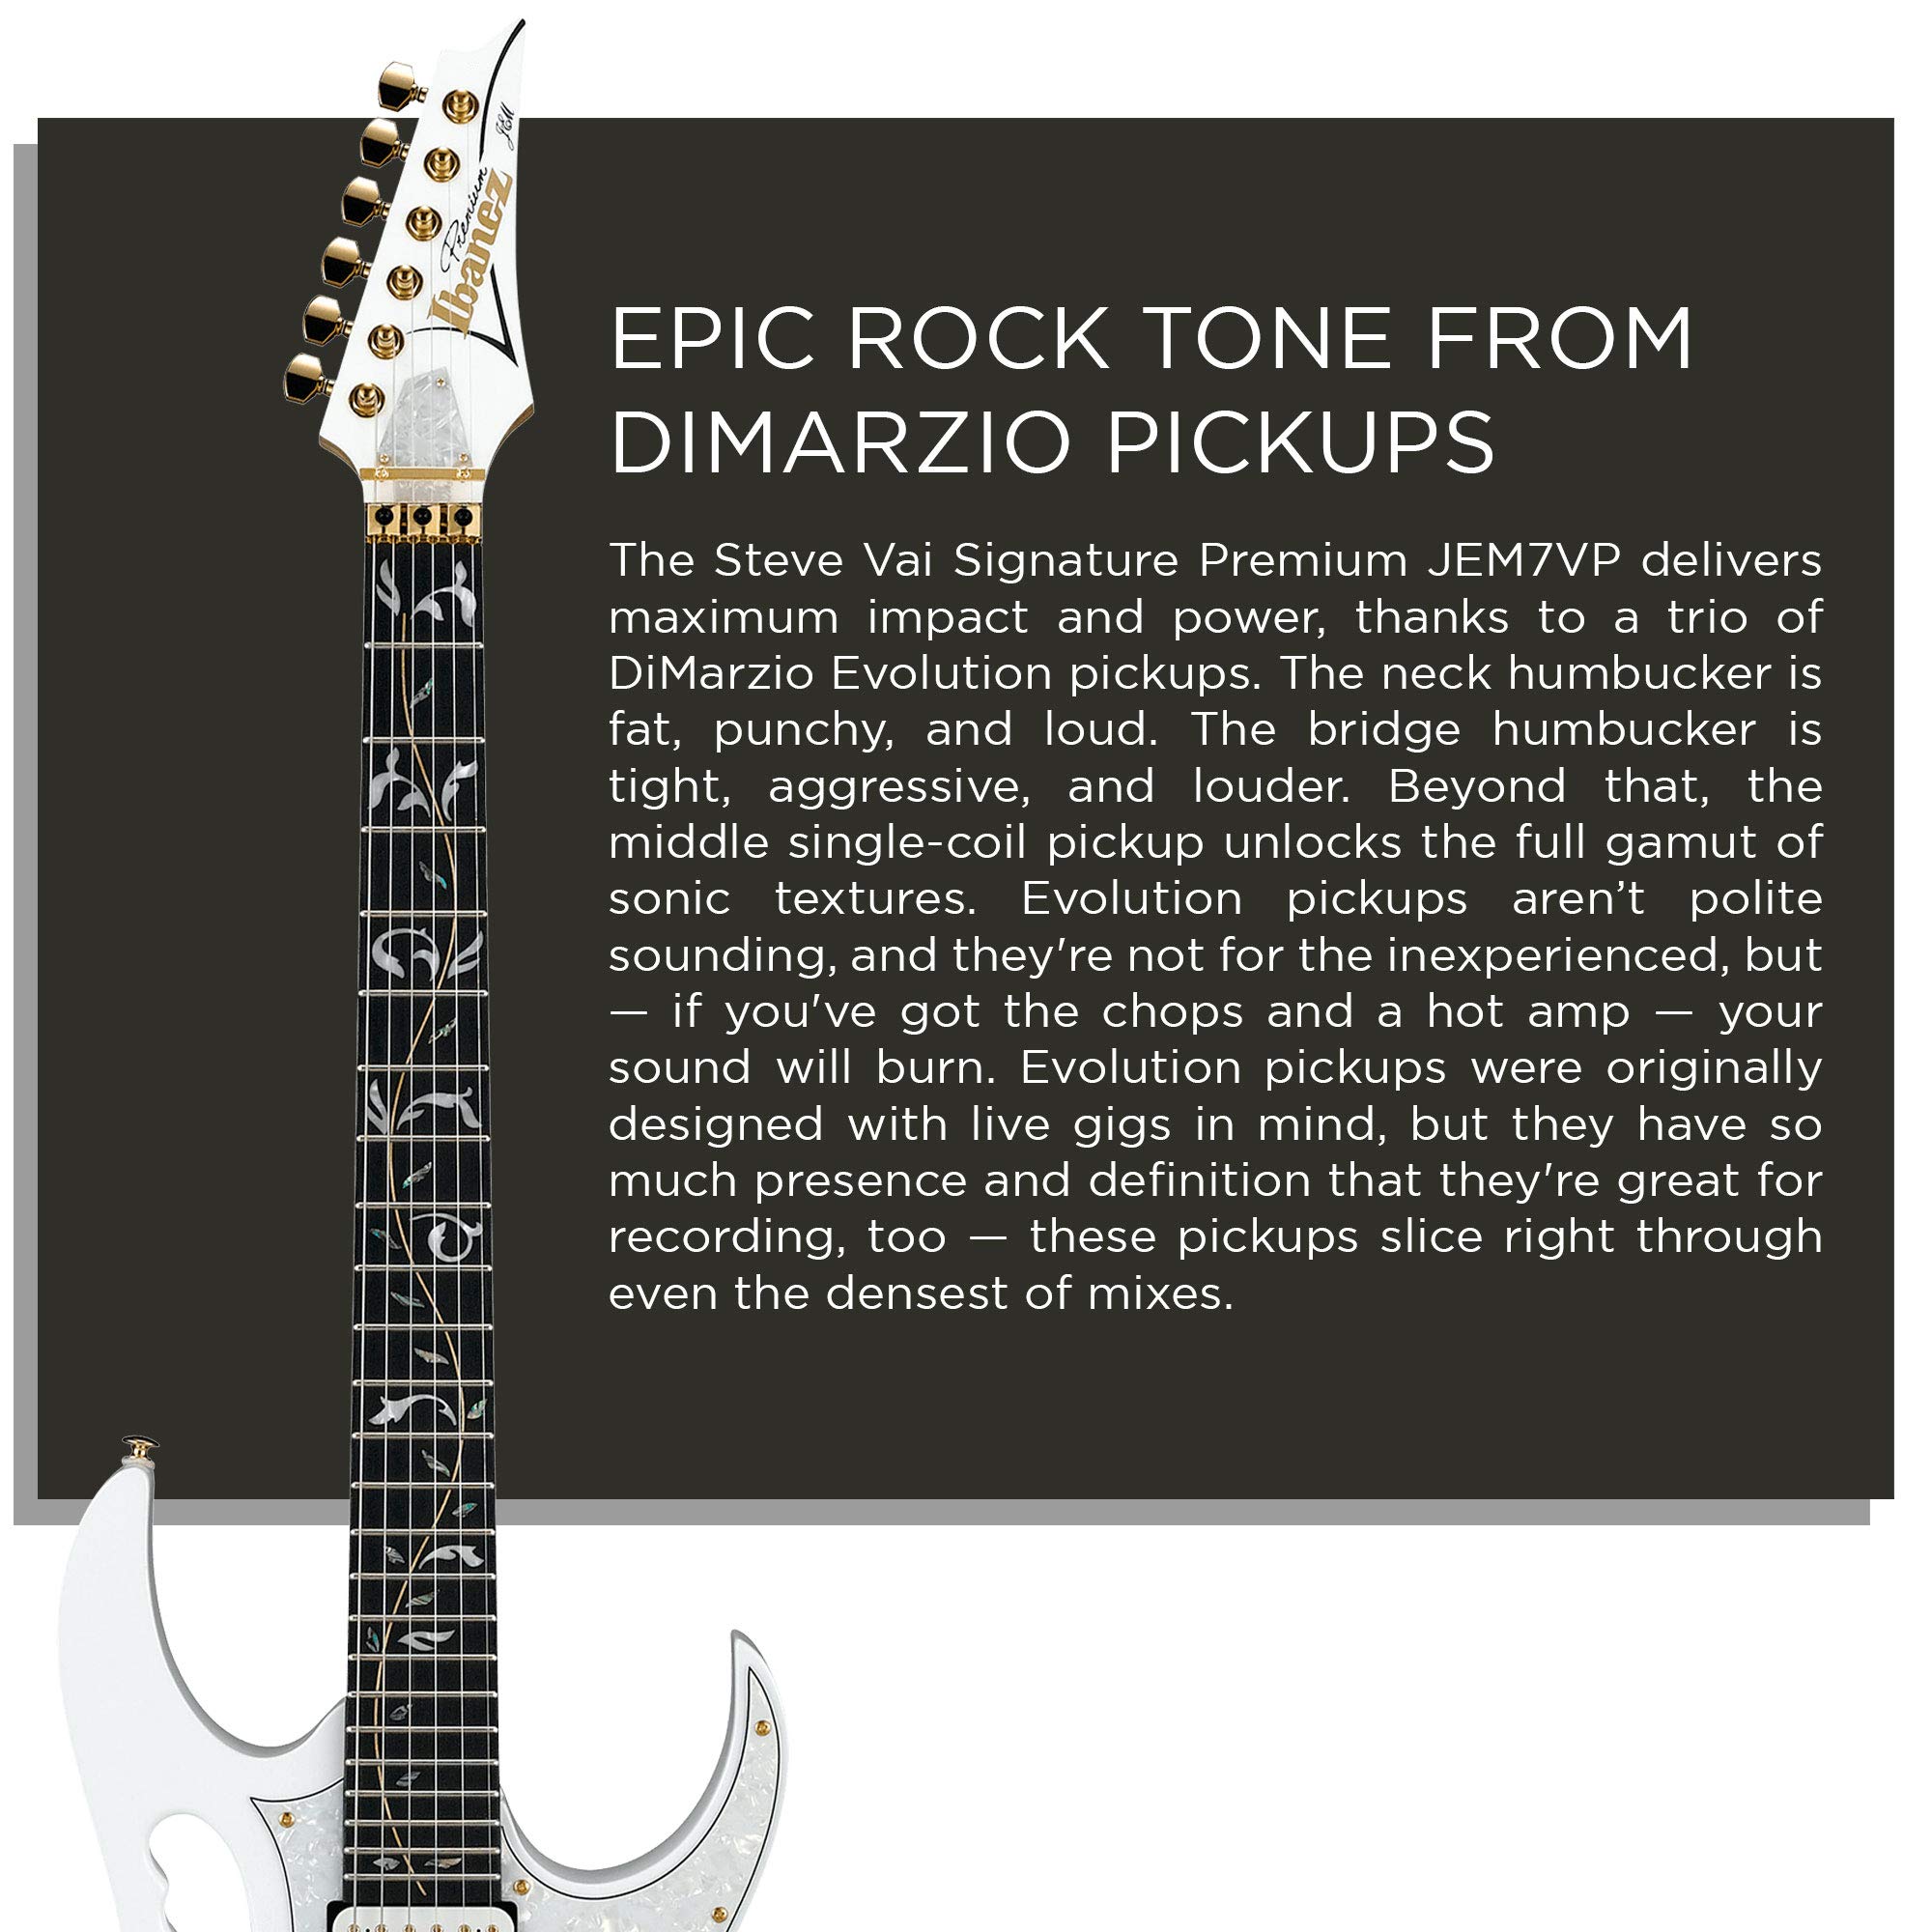 JEM
Premium
Ibanez
EPIC ROCK TONE FROM
DIMARZIO PICKUPS
The Steve Vai Signature Premium JEM7VP delivers
maximum impact and power, thanks to a trio of
DiMarzio Evolution pickups. The neck humbucker is
fat, punchy, and loud. The bridge humbucker is
tight, aggressive, and louder. Beyond that, the
middle single-coil pickup unlocks the full gamut of
sonic textures. Evolution pickups aren’t polite
sounding, and they're not for the inexperienced, but
— if you've got the chops and a hot amp — your
sound will burn. Evolution pickups were originally
designed with live gigs in mind, but they have so
much presence and definition that they're great for
recording, too — these pickups slice right through
even the densest of mixes.